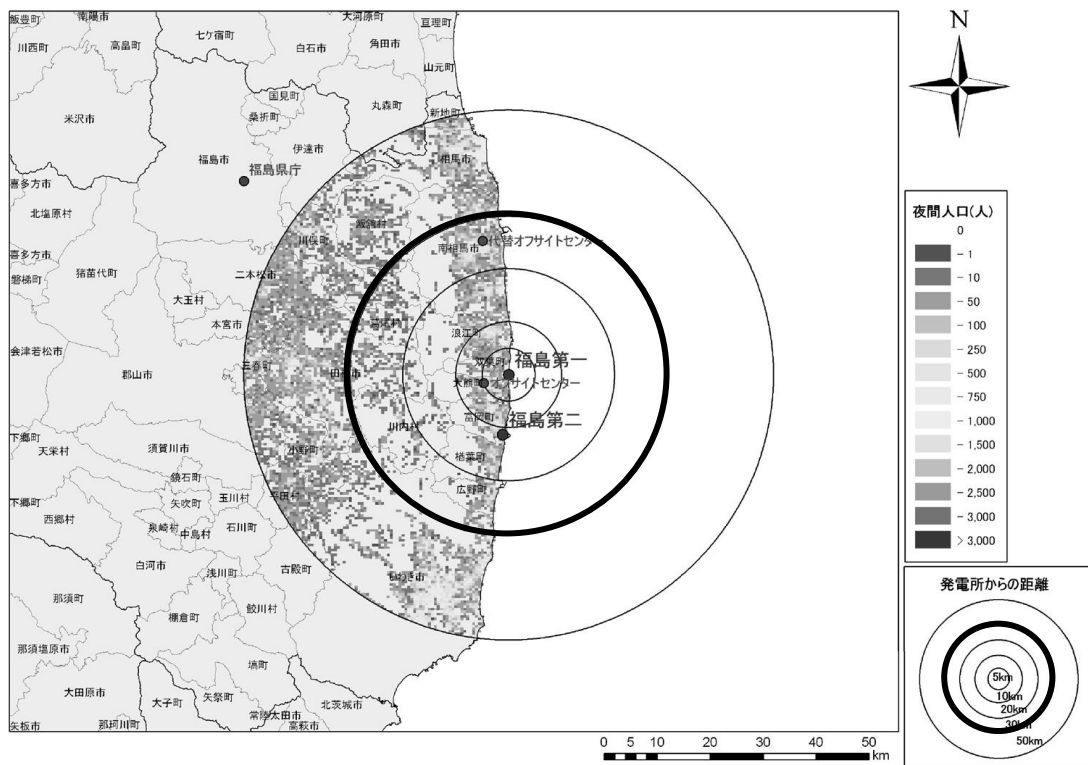 飯豊町
南陽市
七ケ宿町
大河原町
亘理町
川西町
高畠町
白石市
角田市
山元町
丸森町
国見町
新地町
米沢市
桑折町
伊達市
福島市
福島県庁
相馬市
喜多方市
北塩原村
飯舘村
川俣町
代替オフサイトセンター
南相馬市
喜多方市
磐梯町
猪苗代町
二本松市
大玉村
本宮市
葛尾村
浪江町
会津若松市
三春町
田村市
双葉町
福島第一
郡山市
大熊町
オフサイトセンター
富岡町
福島第二
川内村
下郷町
天栄村
須賀川市
小野町
楢葉町
鏡石町
平田村
広野町
下郷町
矢吹町
玉川村
西郷村
泉崎村
中島村
石川町
白河市
浅川町
古殿町
いわき市
那須町
棚倉町
鮫川村
那須塩原市
塙町
大田原市
大子町
矢祭町
北茨城市
矢板市
那珂川町
常陸太田市
高萩市
0 5 10 20 30 40 50
km
N
夜間人口(人)
0
- 1
- 10
- 50
- 100
- 250
- 500
- 750
- 1,000
- 1,500
- 2,000
- 2,500
- 3,000
> 3,000
発電所からの距離
5km
10km
20km
30km
50km